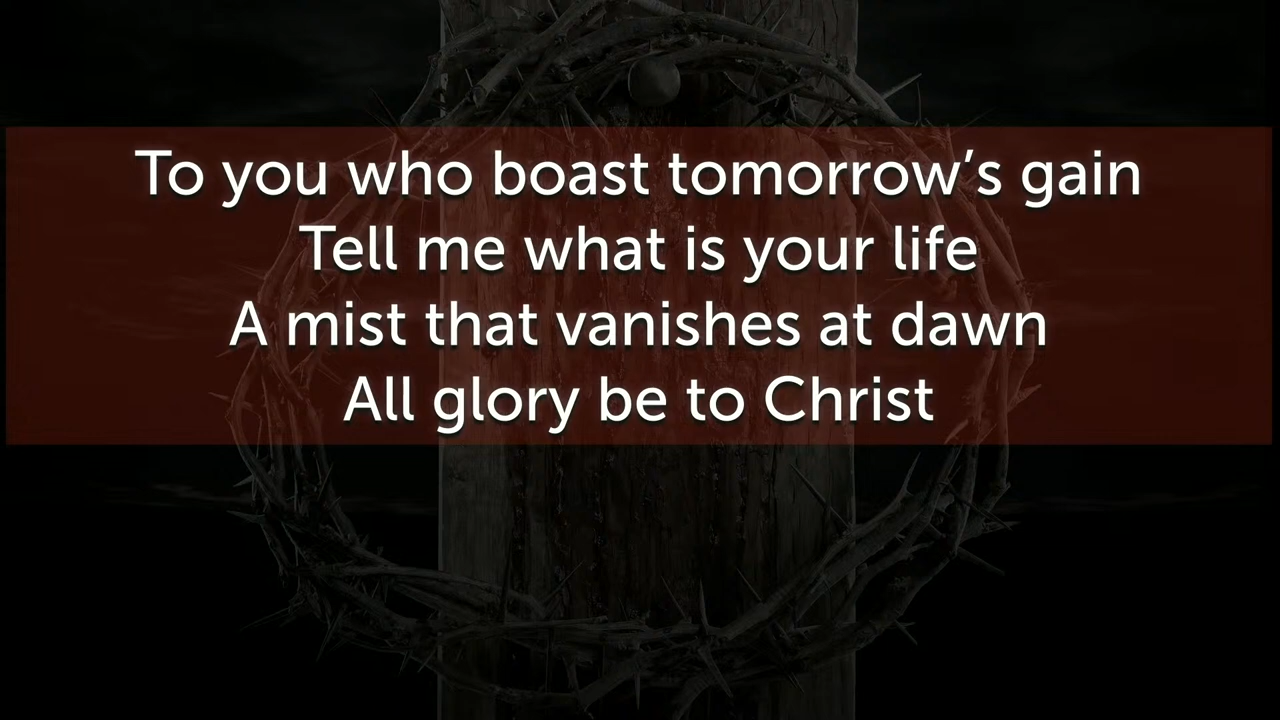 To you who boast tomorrow’s gain
Tell me what is your life
A mist that vanishes at dawn
All glory be to Christ